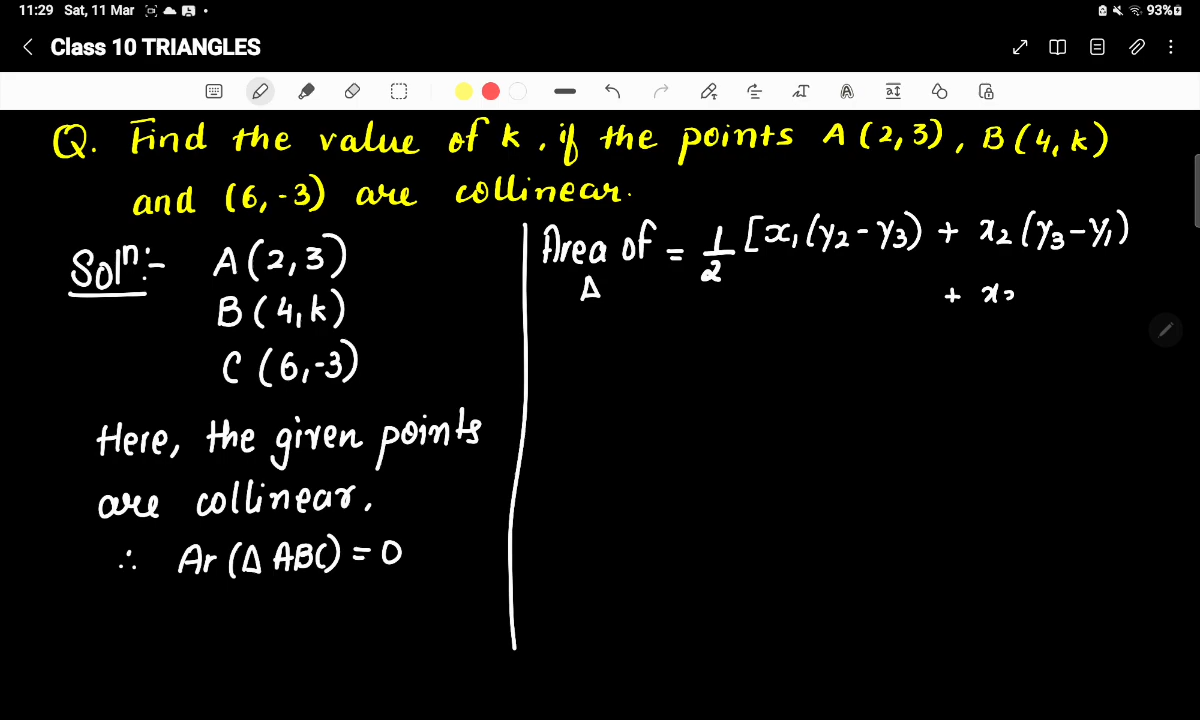 11:29 Sat, 11 Mar
93%
Class 10 TRIANGLES
Q. Find the value of k, if the points A (2,3), B (4, k)
and (6,-3) are collinear.
Solⁿ:- A (2,3)
B (4,k)
C (6,-3)
Here, the given points
are collinear.
∴ Ar (Δ ABC) = 0
Area of = 1/2 [x₁(y₂-y₃) + x₂(y₃-y₁)
Δ
+ x